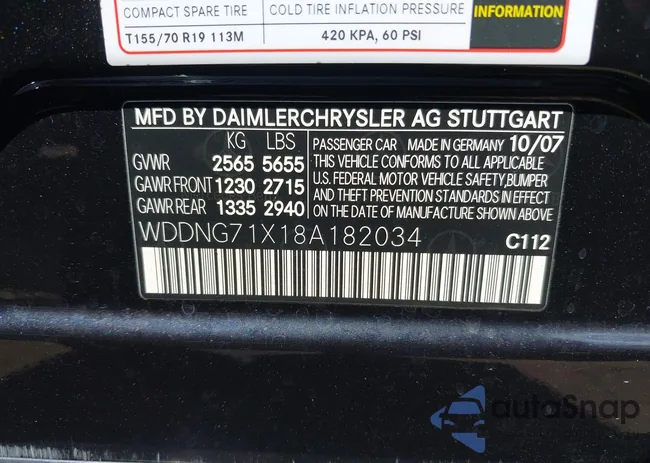 COMPACT SPARE TIRE COLD TIRE INFLATION PRESSURE INFORMATION
T155/70 R19 113M 420 KPA, 60 PSI
MFD BY DAIMLERCHRYSLER AG STUTTGART
KG LBS PASSENGER CAR MADE IN GERMANY 10/07
GVWR 2565 5655 THIS VEHICLE CONFORMS TO ALL APPLICABLE
GAWR FRONT 1230 2715 U.S. FEDERAL MOTOR VEHICLE SAFETY, BUMPER
GAWR REAR 1335 2940 AND THEFT PREVENTION STANDARDS IN EFFECT
ON THE DATE OF MANUFACTURE SHOWN ABOVE
WDDNG71X18A182034 C112
autoSnap